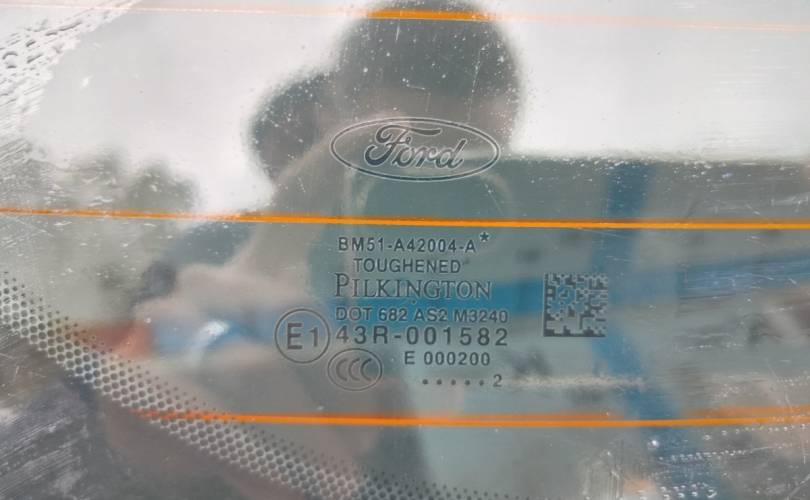 Ford
BM51-A42004-A*
TOUGHENED
PILKINGTON
DOT 682 AS2 M3240
E1 43R-001582
E 000200
CCC
.....2